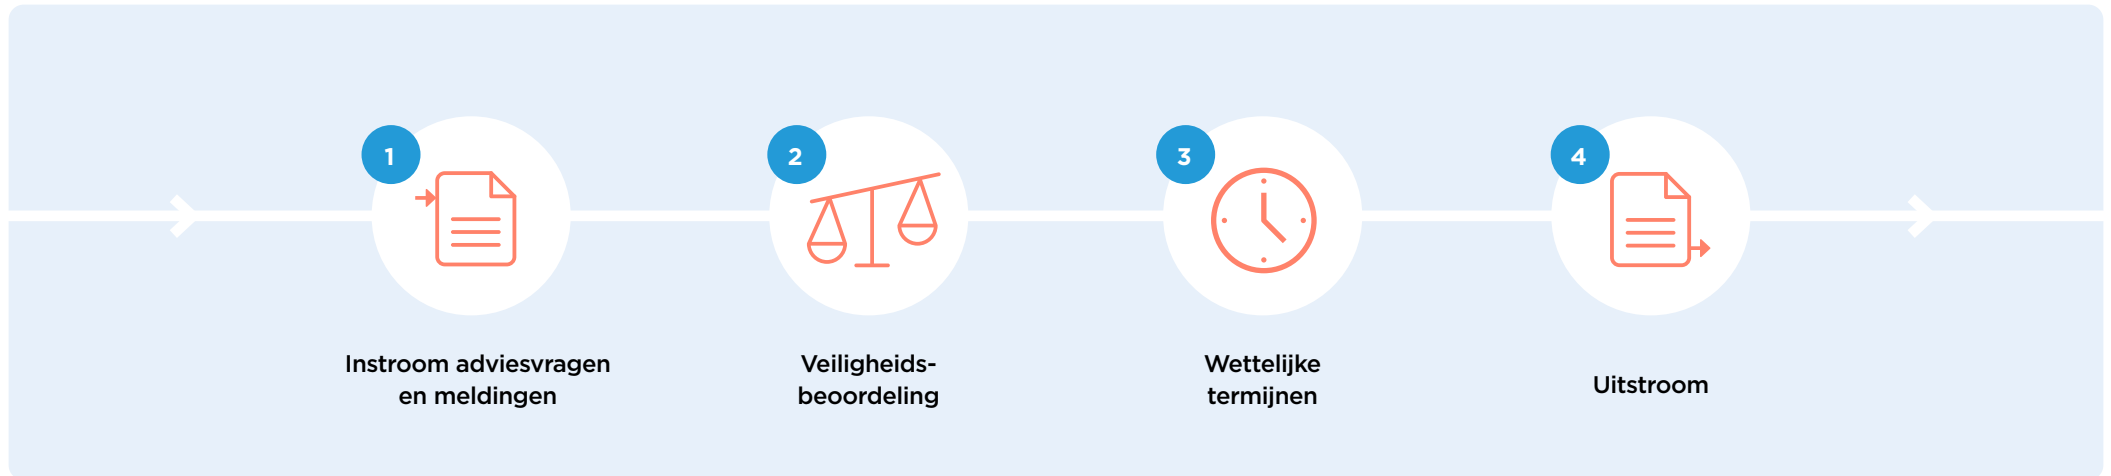 1
2
3
4
Instroom adviesvragen
en meldingen
Veiligheids-
beoordeling
Wettelijke
termijnen
Uitstroom